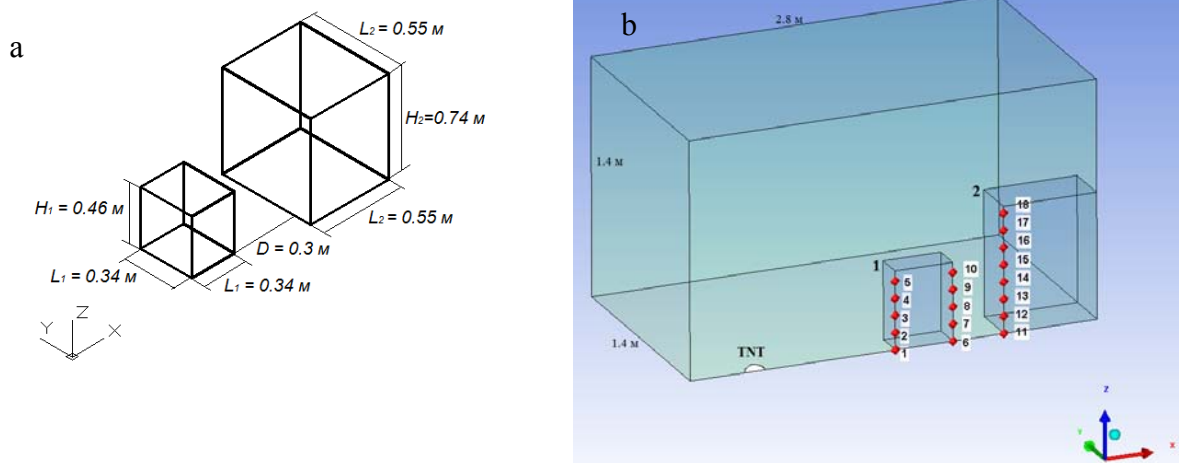 a
L₂ = 0.55 м
H₂=0.74 м
L₂ = 0.55 м
H₁ = 0.46 м
D = 0.3 м
L₁ = 0.34 м
L₁ = 0.34 м
Z
Y
X
b
2.8 м
1.4 м
1.4 м
TNT
1
5
4
3
2
1
10
9
8
7
6
2
18
17
16
15
14
13
12
11
Z
Y
X